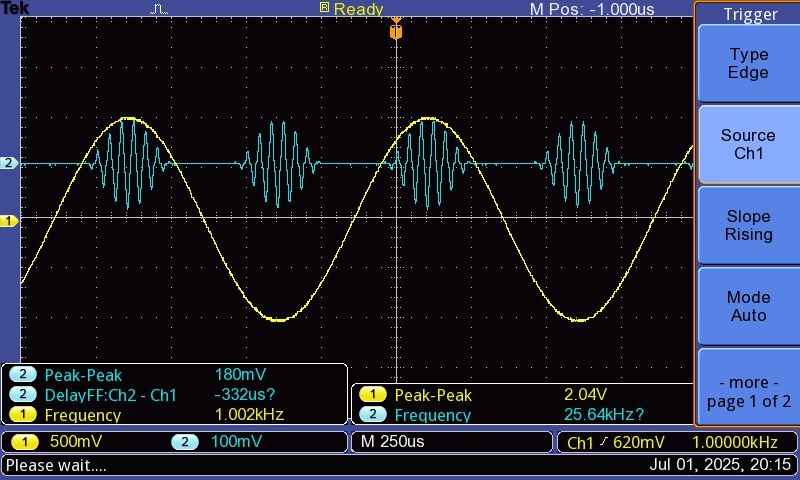 Tek
R Ready
M Pos: -1.000us
Trigger
T
Type
Edge
Source
Ch1
2
1
Slope
Rising
Mode
Auto
- more -
page 1 of 2
2 Peak-Peak 180mV
2 DelayFF:Ch2 - Ch1 -332us?
1 Frequency 1.002kHz
1 Peak-Peak 2.04V
2 Frequency 25.64kHz?
1 500mV 2 100mV
M 250us
Ch1 620mV 1.00000kHz
Please wait....
Jul 01, 2025, 20:15